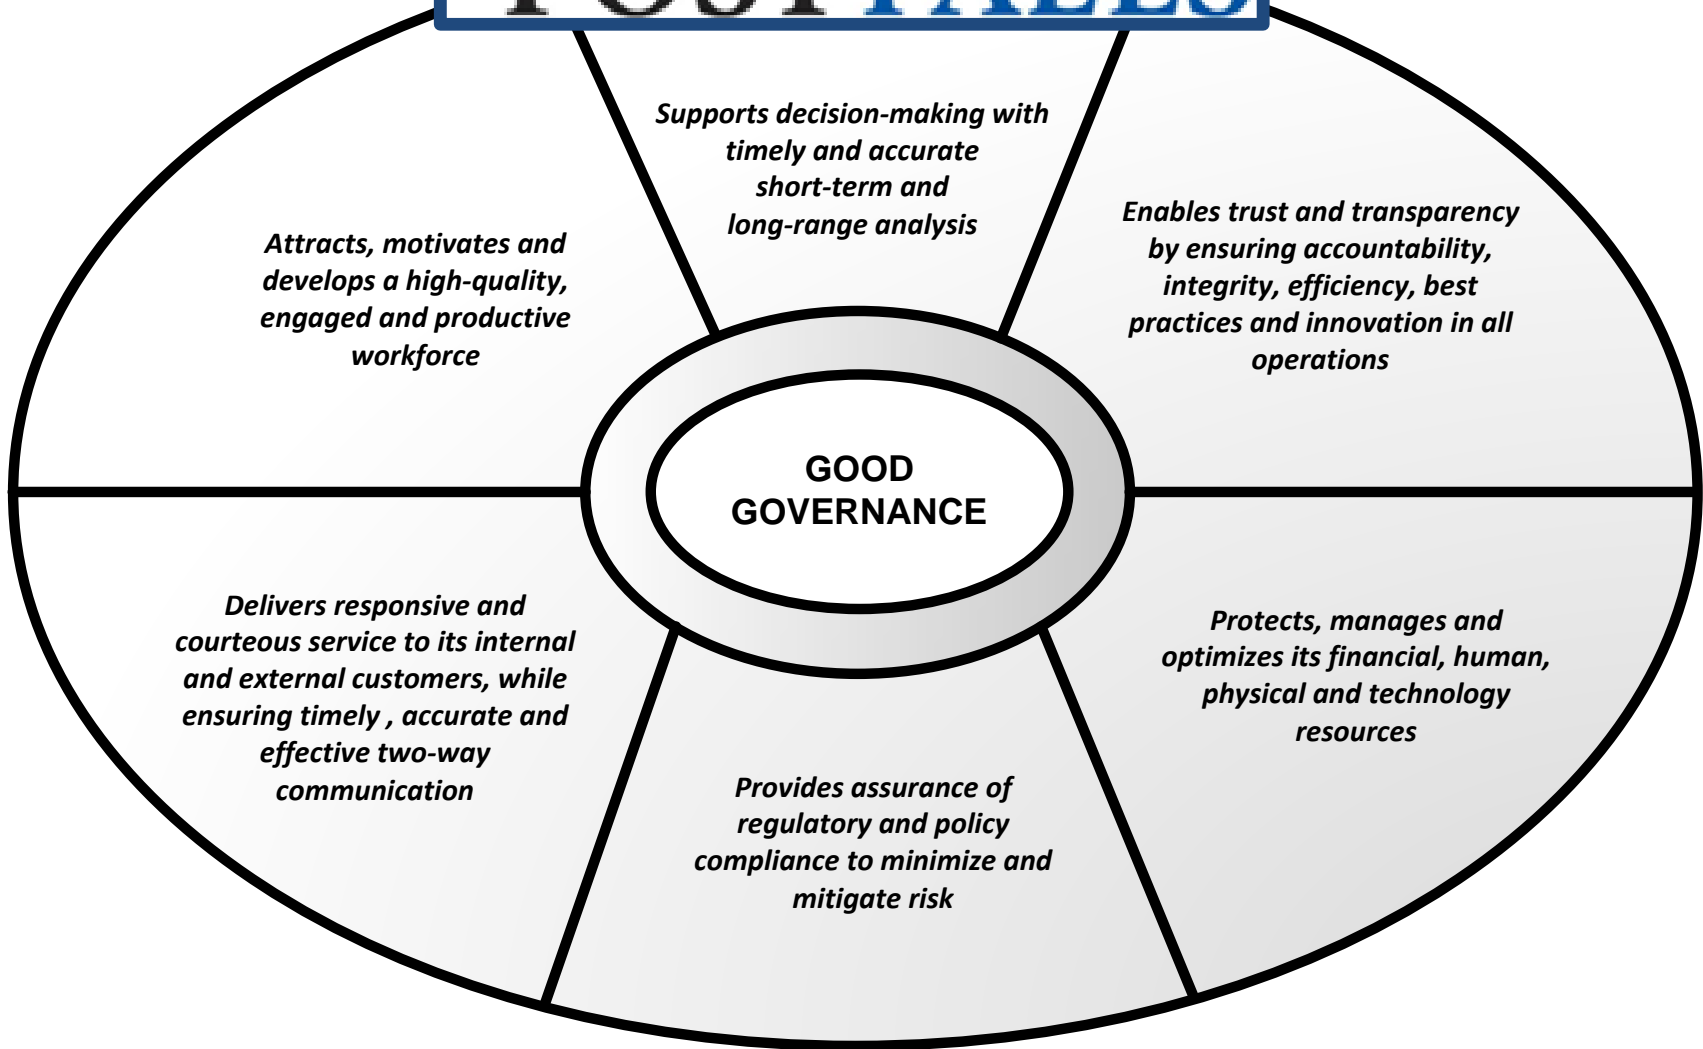 POST FALLS
Supports decision-making with
timely and accurate
short-term and
long-range analysis
Enables trust and transparency
by ensuring accountability,
integrity, efficiency, best
practices and innovation in all
operations
Attracts, motivates and
develops a high-quality,
engaged and productive
workforce
GOOD
GOVERNANCE
Delivers responsive and
courteous service to its internal
and external customers, while
ensuring timely , accurate and
effective two-way
communication
Protects, manages and
optimizes its financial, human,
physical and technology
resources
Provides assurance of
regulatory and policy
compliance to minimize and
mitigate risk